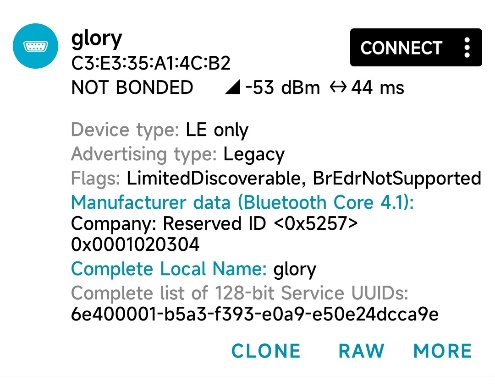 glory
C3:E3:35:A1:4C:B2
CONNECT
NOT BONDED -53 dBm ↔ 44 ms
Device type: LE only
Advertising type: Legacy
Flags: LimitedDiscoverable, BrEdrNotSupported
Manufacturer data (Bluetooth Core 4.1):
Company: Reserved ID <0x5257>
0x0001020304
Complete Local Name: glory
Complete list of 128-bit Service UUIDs:
6e400001-b5a3-f393-e0a9-e50e24dcca9e
CLONE RAW MORE